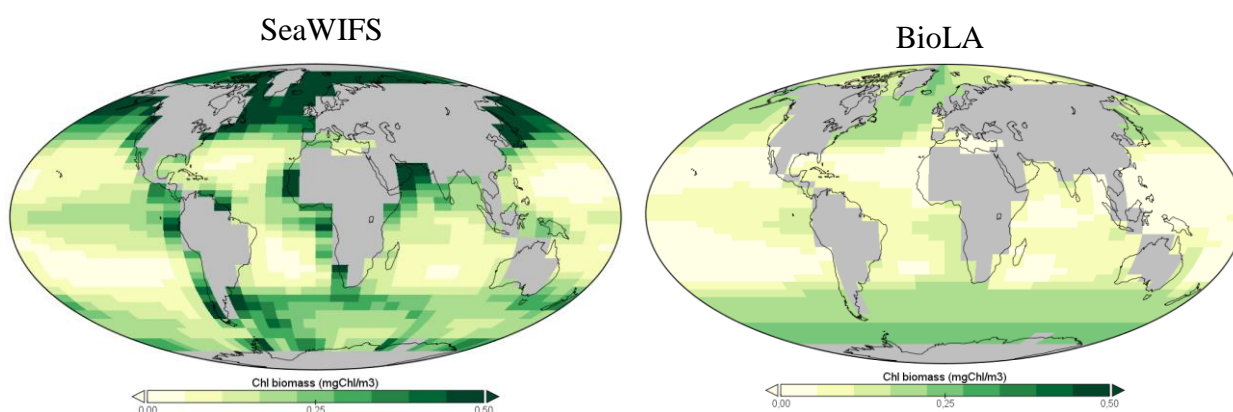 SeaWIFS
BioLA
Chl biomass (mgChl/m3)
0,00 0,25 0,50
Chl biomass (mgChl/m3)
0,00 0,25 0,50